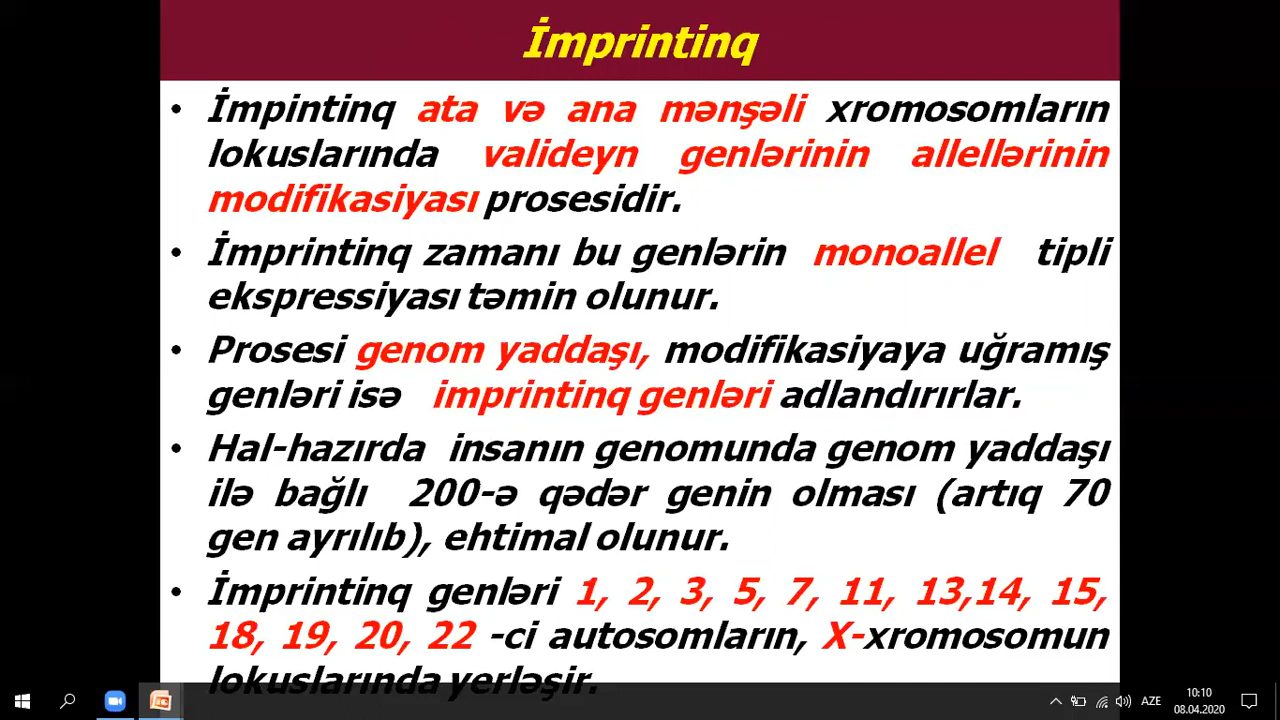 İmprintinq
• İmpintinq ata və ana mənşəli xromosomların
lokuslarında valideyn genlərinin allellərinin
modifikasiyası prosesidir.
• İmprintinq zamanı bu genlərin monoallel tipli
ekspressiyası təmin olunur.
• Prosesi genom yaddaşı, modifikasiyaya uğramış
genləri isə imprintinq genləri adlandırırlar.
• Hal-hazırda insanın genomunda genom yaddaşı
ilə bağlı 200-ə qədər genin olması (artıq 70
gen ayrılıb), ehtimal olunur.
• İmprintinq genləri 1, 2, 3, 5, 7, 11, 13,14, 15,
18, 19, 20, 22 -ci autosomların, X-xromosomun
lokuslarında yerləşir.
AZE
10:10
08.04.2020